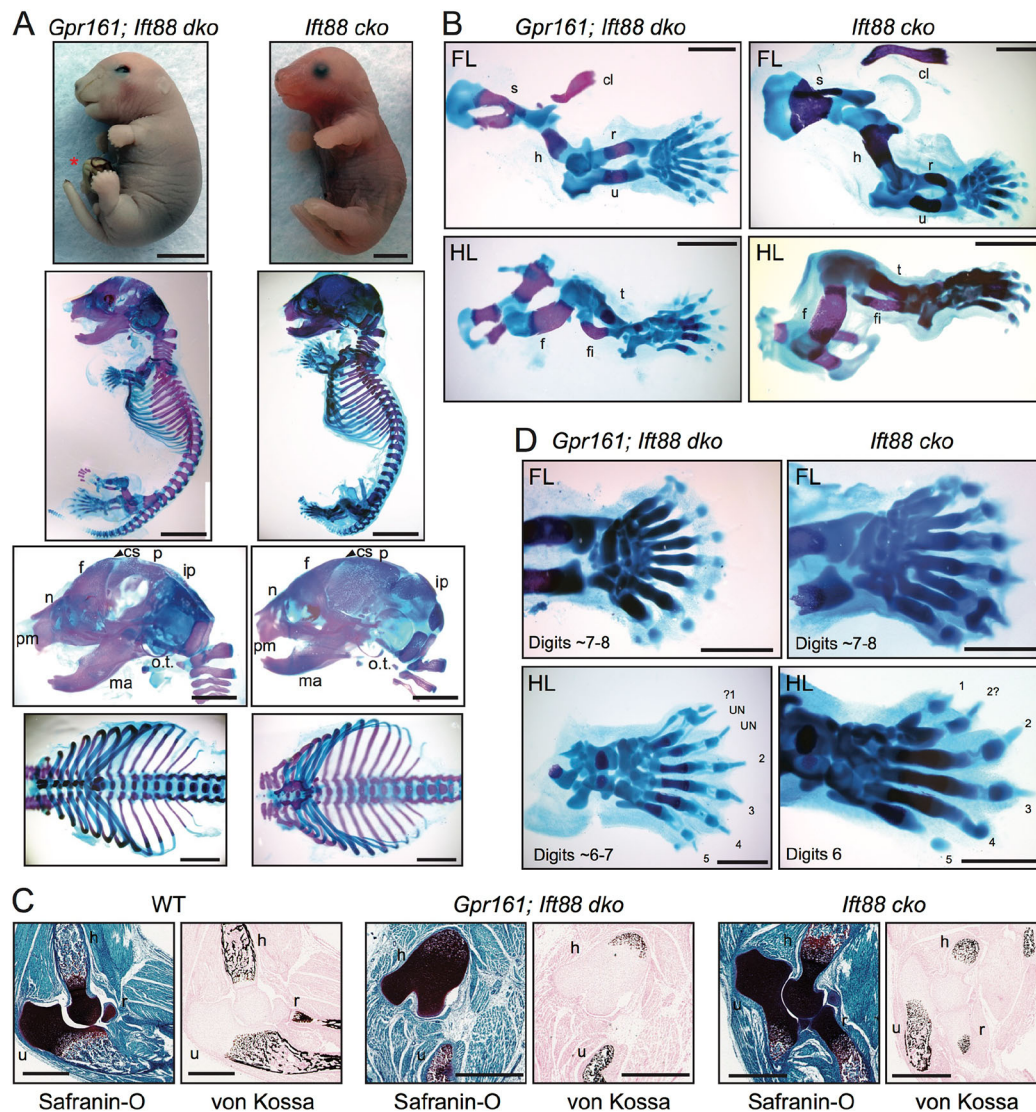 A
Gpr161; Ift88 dko
Ift88 cko
*
cs p
f
ip
n
pm
o.t.
ma
cs p
f
ip
n
pm
o.t.
ma
B
Gpr161; Ift88 dko
Ift88 cko
FL
s
cl
r
h
u
FL
s
cl
h
r
u
HL
t
f
fi
HL
t
f
fi
D
Gpr161; Ift88 dko
Ift88 cko
FL
Digits ~7-8
FL
Digits ~7-8
HL
?1
UN
UN
2
3
4
5
Digits ~6-7
HL
1
2?
2
3
4
5
Digits 6
C
WT
Gpr161; Ift88 dko
Ift88 cko
h
r
u
h
r
u
h
u
h
u
h
u
r
h
u
r
Safranin-O
von Kossa
Safranin-O
von Kossa
Safranin-O
von Kossa